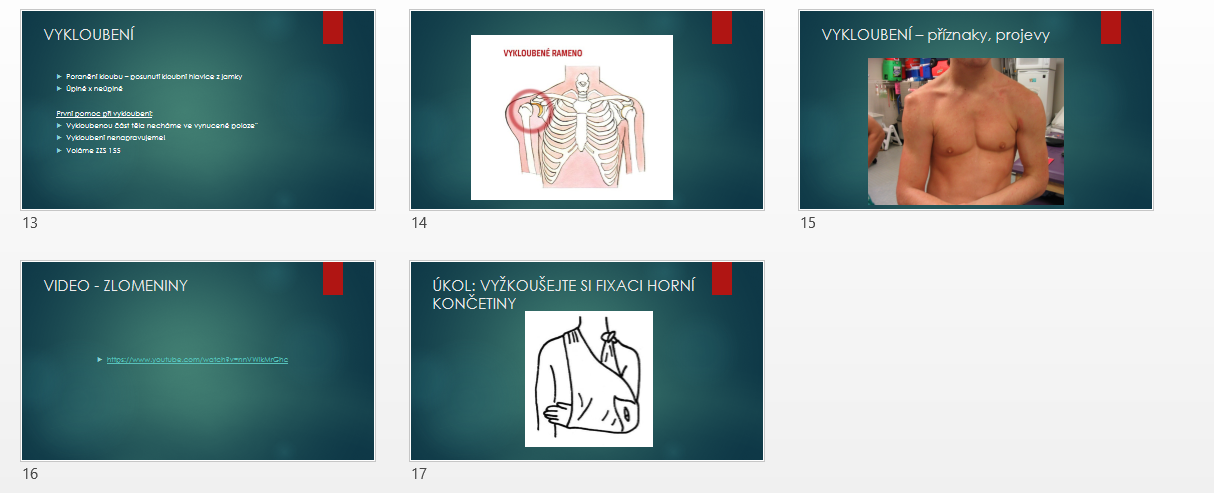 VYKLOUBENÍ
Poranění kloubu – posunutí kloubní hlavice z jamky
Úplné x neúplné
První pomoc při vykloubení:
Vykloubenou část těla necháme ve vynucené poloze¨
Vykloubení nenapravujeme!
Voláme ZZS 155
13
VYKLOUBENÉ RAMENO
14
VYKLOUBENÍ – příznaky, projevy
15
VIDEO - ZLOMENINY
16
ÚKOL: VYŽKOUŠEJTE SI FIXACI HORNÍ
KONČETINY
17